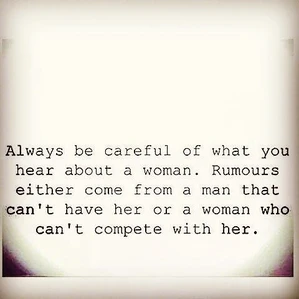 Always be careful of what you
hear about a woman. Rumours
either come from a man that
can't have her or a woman who
can't compete with her.